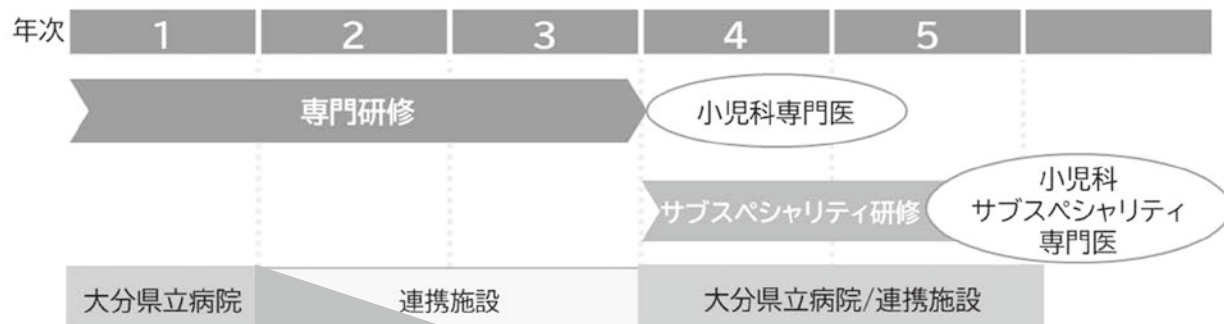 年次 1 2 3 4 5
専門研修 小児科専門医
サブスペシャリティ研修
小児科
サブスペシャリティ
専門医
大分県立病院 連携施設 大分県立病院/連携施設